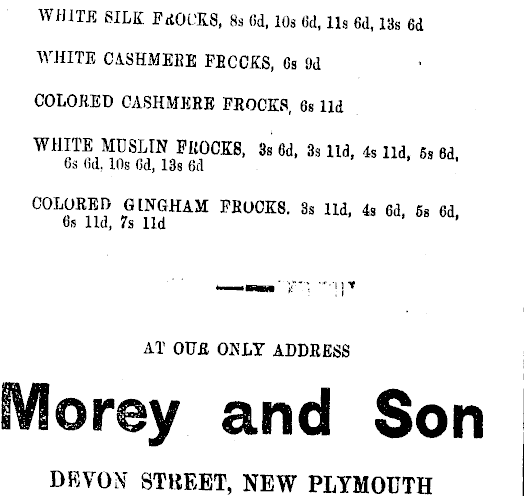 WHITE SILK FROCKS, 8s 6d, 10s 6d, 11s 6d, 13s 6d
WHITE CASHMERE FROCKS, 6s 9d
COLORED CASHMERE FROCKS, 6s 11d
WHITE MUSLIN FROCKS, 3s 6d, 3s 11d, 4s 11d, 5s 6d,
6s 6d, 10s 6d, 13s 6d
COLORED GINGHAM FROCKS. 3s 11d, 4s 6d, 5s 6d,
6s 11d, 7s 11d
AT OUR ONLY ADDRESS
Morey and Son
DEVON STREET, NEW PLYMOUTH